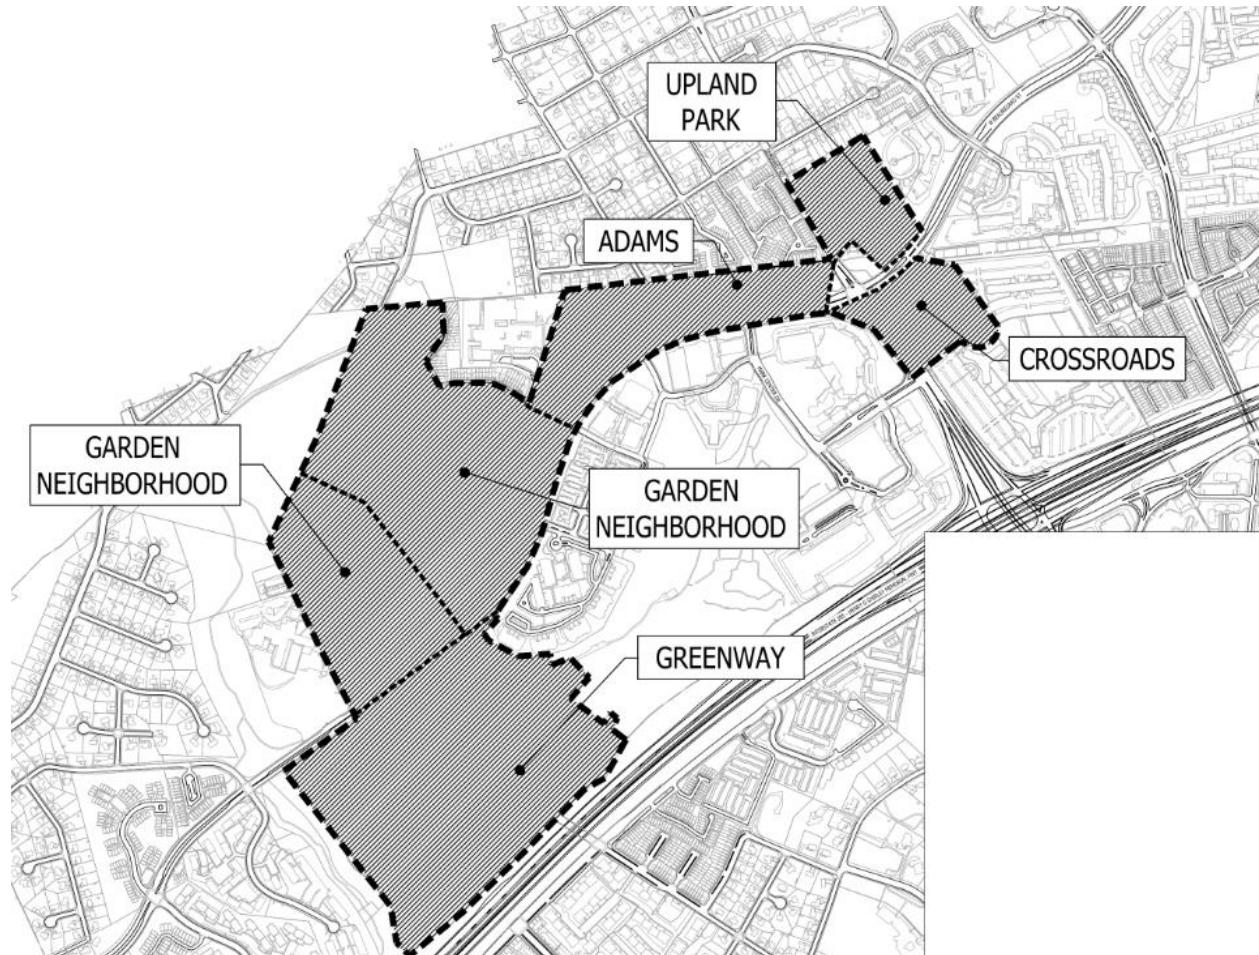 UPLAND
PARK
ADAMS
CROSSROADS
GARDEN
NEIGHBORHOOD
GARDEN
NEIGHBORHOOD
GREENWAY